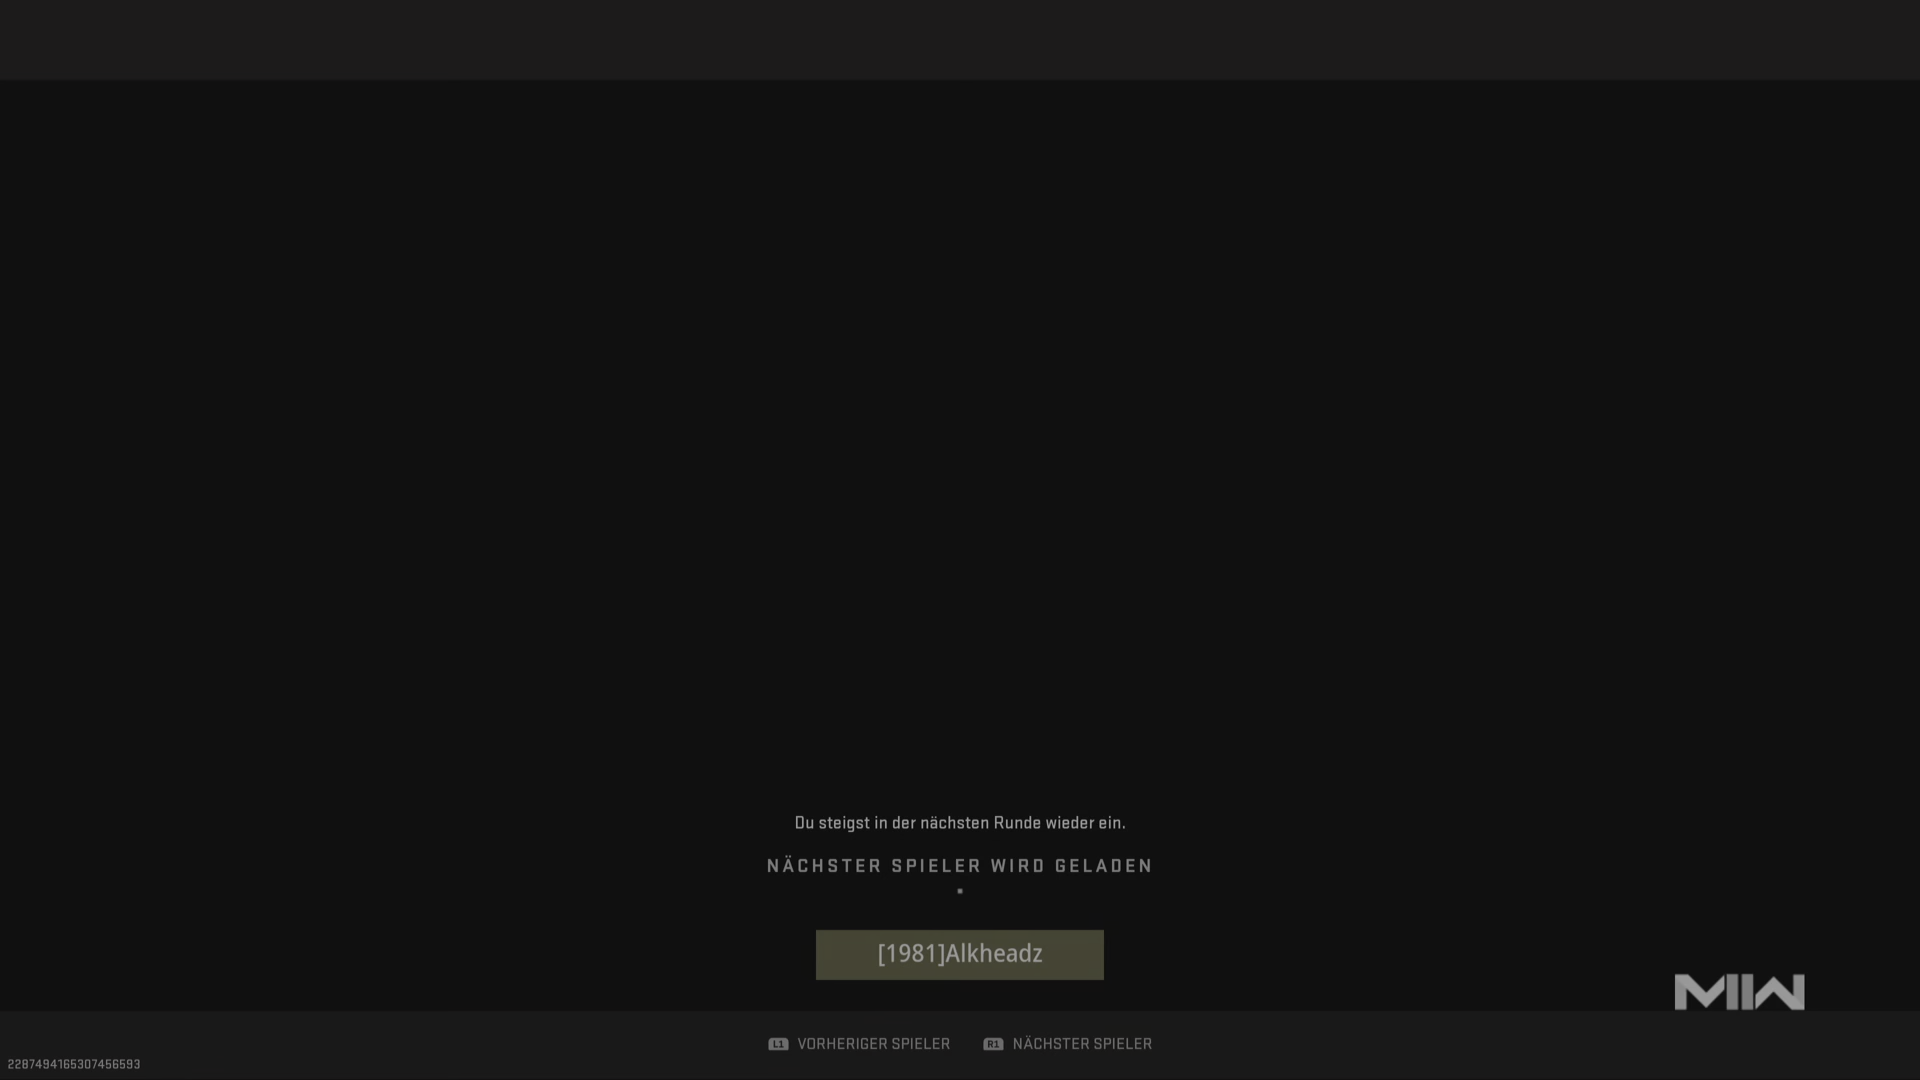 Du steigst in der nächsten Runde wieder ein.
NÄCHSTER SPIELER WIRD GELADEN
[1981]Alkheadz
MIIW
L1 VORHERIGER SPIELER R1 NÄCHSTER SPIELER
2287494165307456593